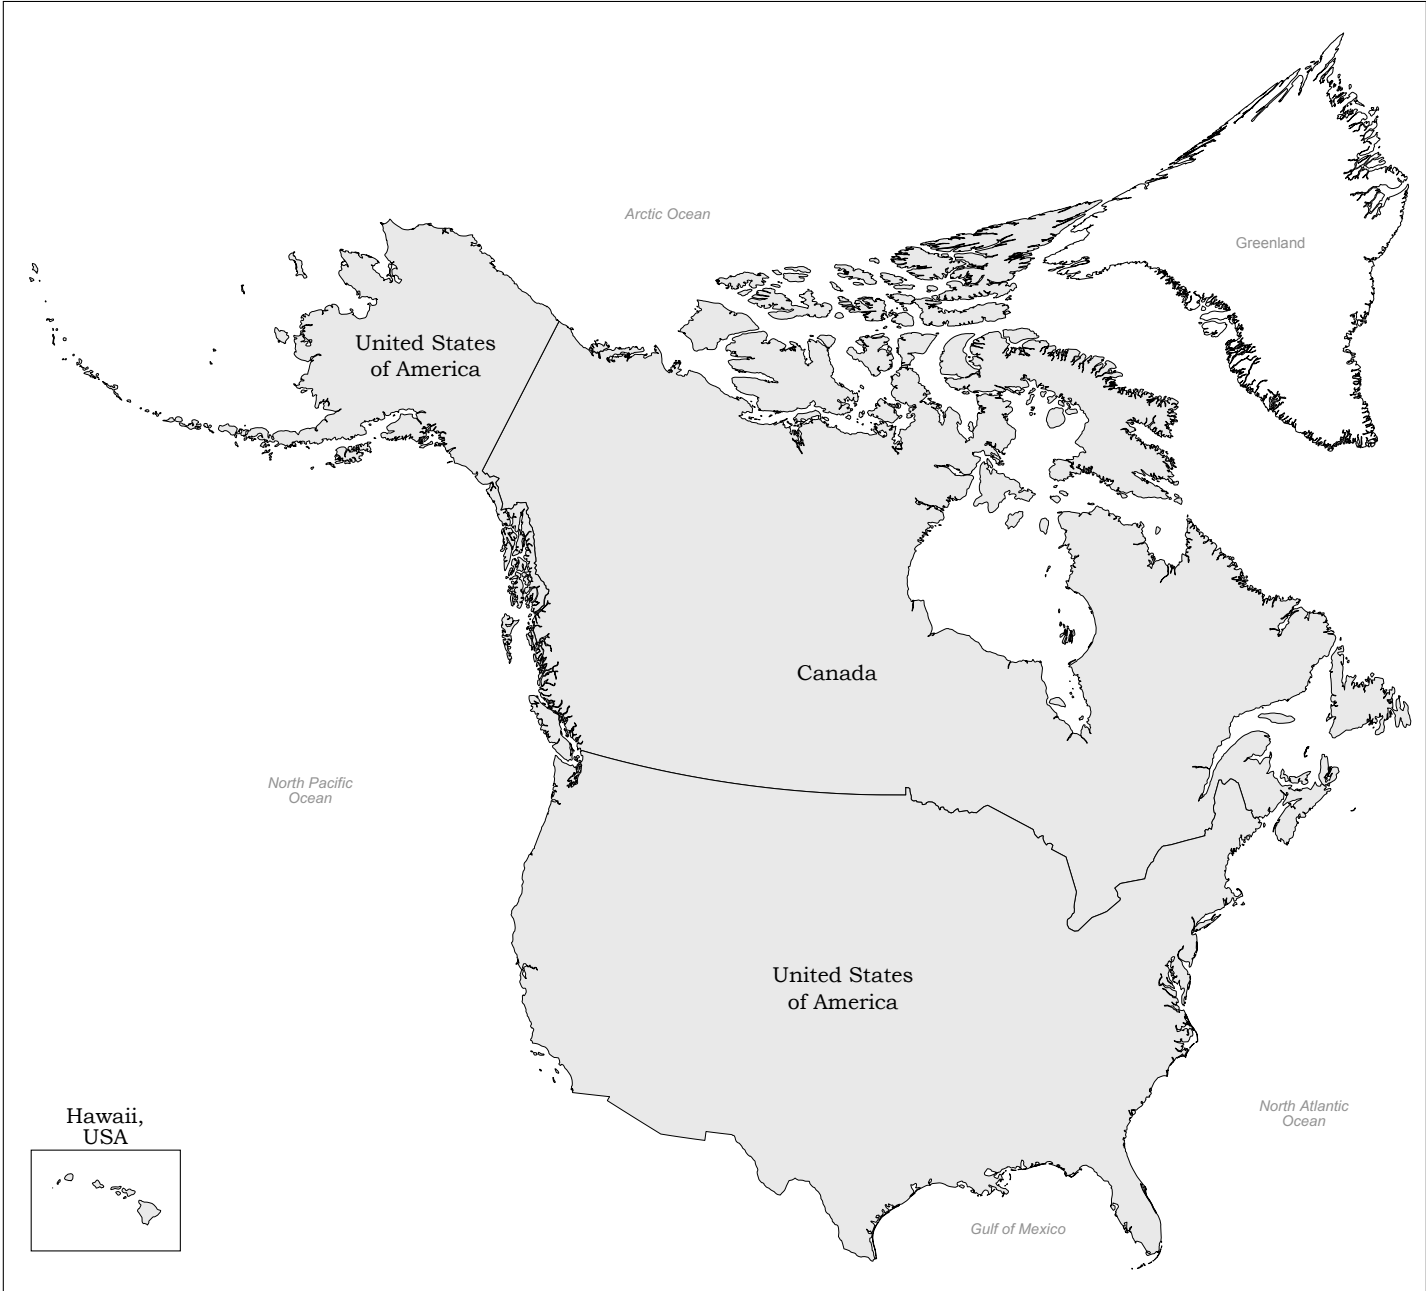 Arctic Ocean
Greenland
United States
of America
Canada
North Pacific
Ocean
United States
of America
Hawaii,
USA
North Atlantic
Ocean
Gulf of Mexico